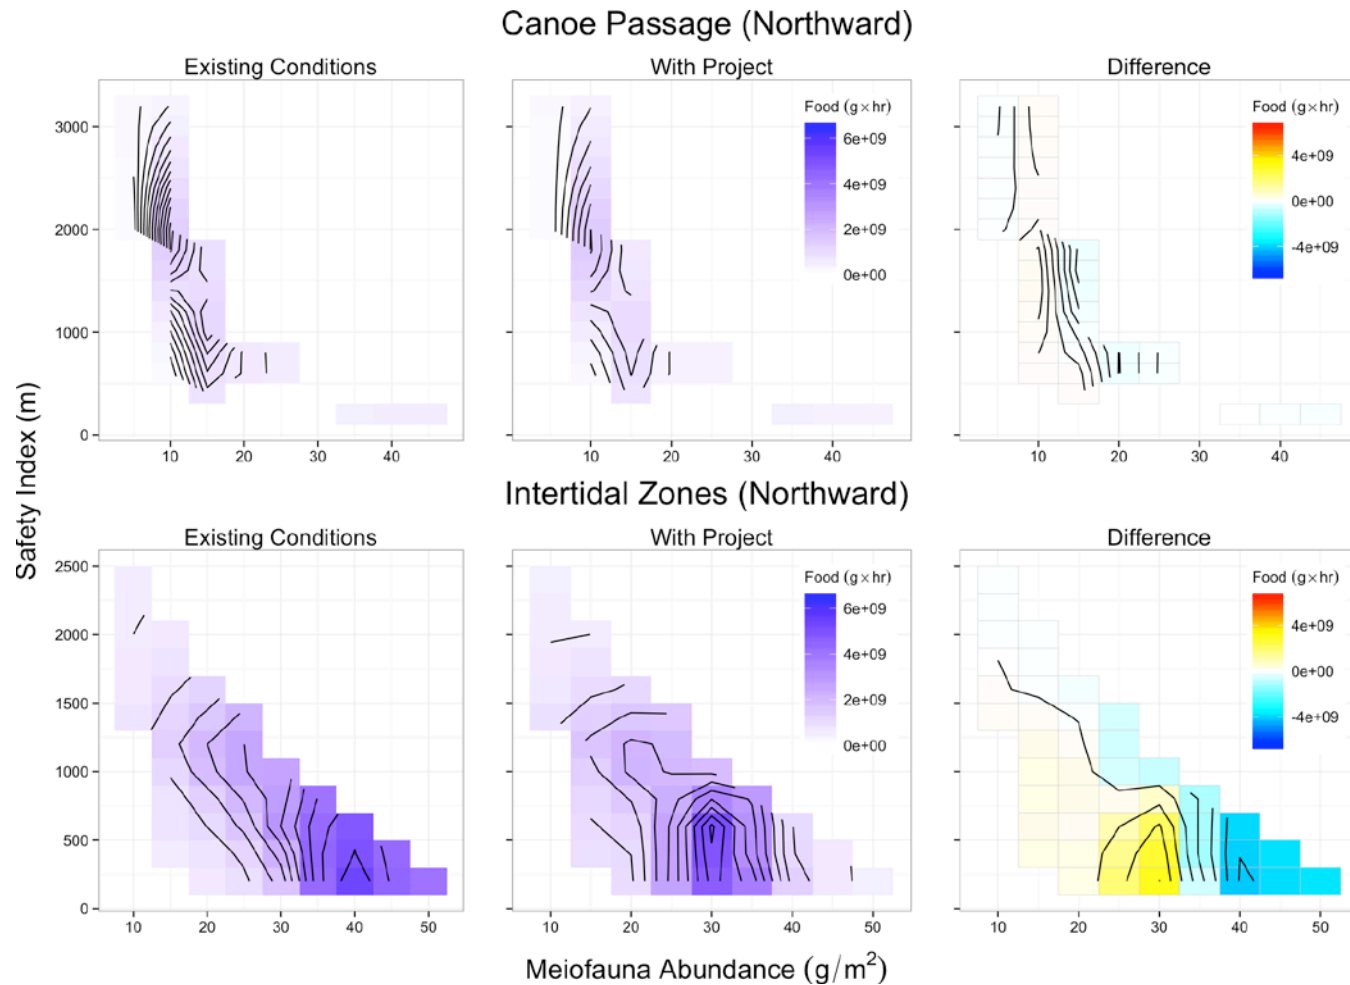 Canoe Passage (Northward)
Existing Conditions
With Project
Difference
Food (g×hr)
6e+09
4e+09
2e+09
0e+00
Food (g×hr)
4e+09
0e+00
-4e+09
3000
2000
1000
0
10 20 30 40
10 20 30 40
10 20 30 40
Safety Index (m)
Intertidal Zones (Northward)
Existing Conditions
With Project
Difference
Food (g×hr)
6e+09
4e+09
2e+09
0e+00
Food (g×hr)
4e+09
0e+00
-4e+09
2500
2000
1500
1000
500
0
10 20 30 40 50
10 20 30 40 50
10 20 30 40 50
Meiofauna Abundance (g/m²)